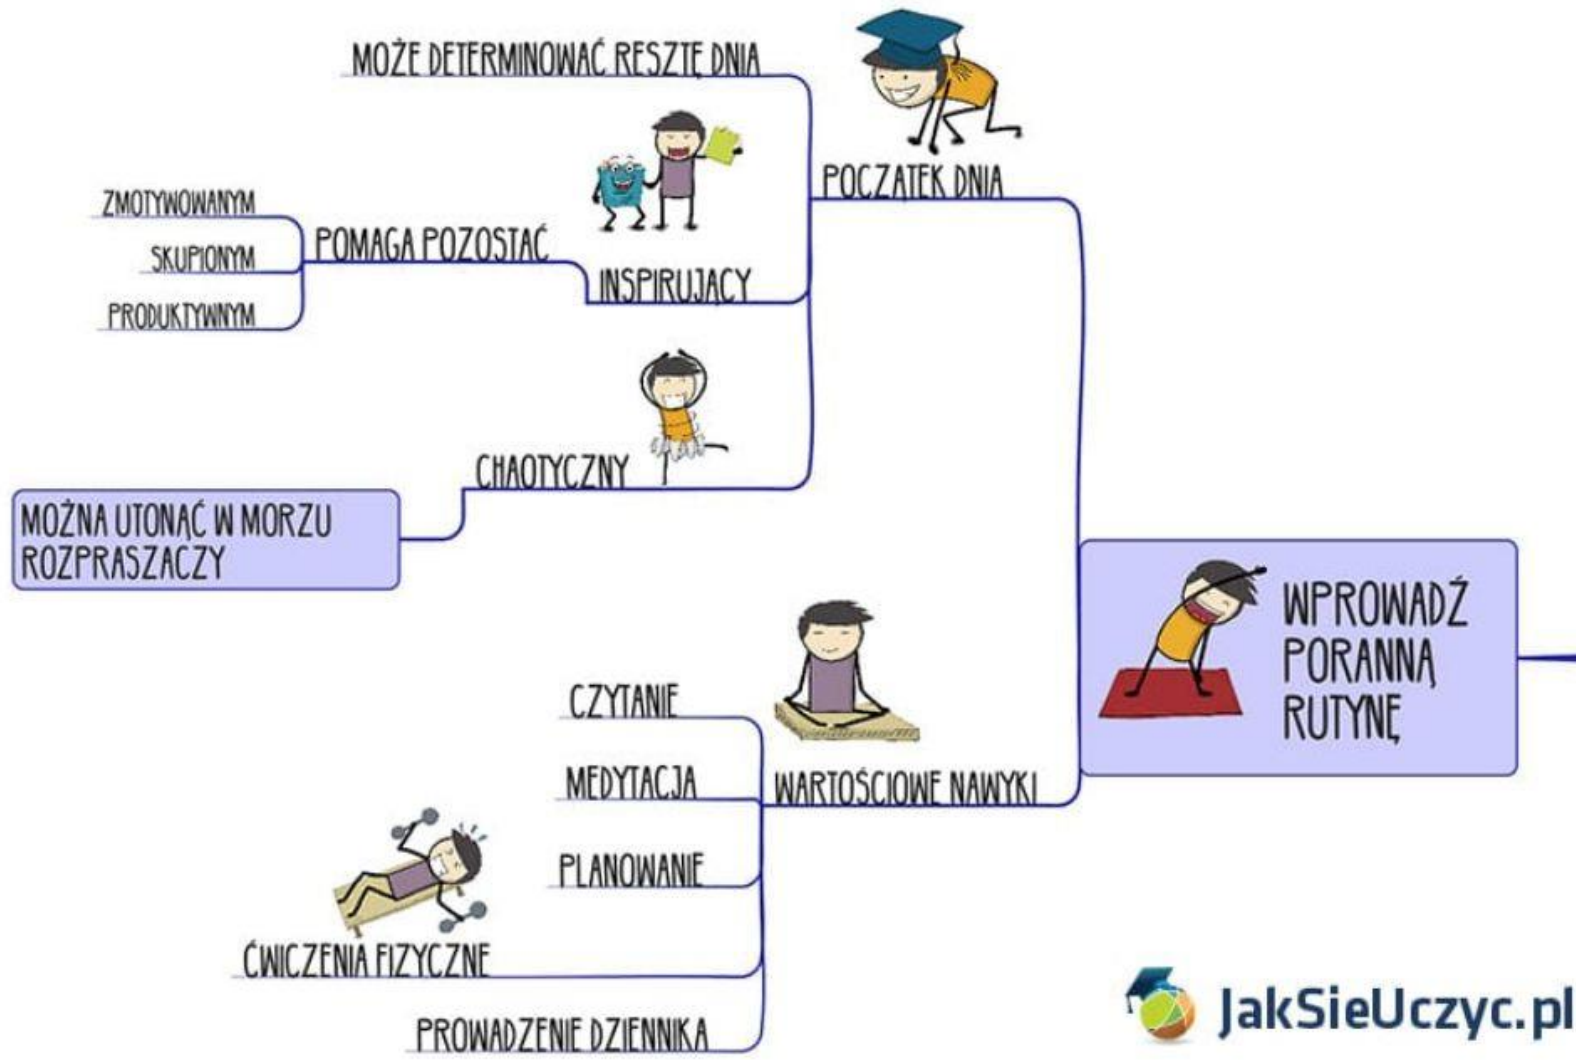 MOŻE DETERMINOWAĆ RESZTĘ DNIA
POCZĄTEK DNIA
ZMOTYWOWANYM
SKUPIONYM
PRODUKTYWNYM
POMAGA POZOSTAĆ
INSPIRUJĄCY
CHAOTYCZNY
MOŻNA UTONĄĆ W MORZU
ROZPRASZACZY
WPROWADŹ
PORANNĄ
RUTYNĘ
CZYTANIE
MEDYTACJA
WARTOŚCIOWE NAWYKI
PLANOWANIE
ĆWICZENIA FIZYCZNE
PROWADZENIE DZIENNIKA
JakSieUczyc.pl